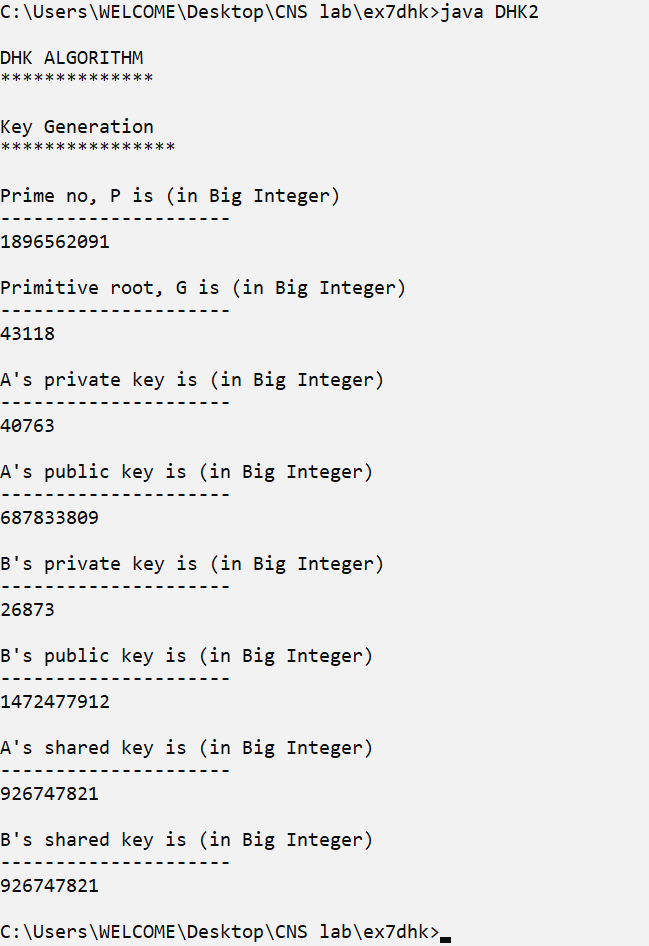 C:\Users\WELCOME\Desktop\CNS lab\ex7dhk>java DHK2
DHK ALGORITHM
**************
Key Generation
****************
Prime no, P is (in Big Integer)
---------------------
1896562091
Primitive root, G is (in Big Integer)
---------------------
43118
A's private key is (in Big Integer)
---------------------
40763
A's public key is (in Big Integer)
---------------------
687833809
B's private key is (in Big Integer)
---------------------
26873
B's public key is (in Big Integer)
---------------------
1472477912
A's shared key is (in Big Integer)
---------------------
926747821
B's shared key is (in Big Integer)
---------------------
926747821
C:\Users\WELCOME\Desktop\CNS lab\ex7dhk>